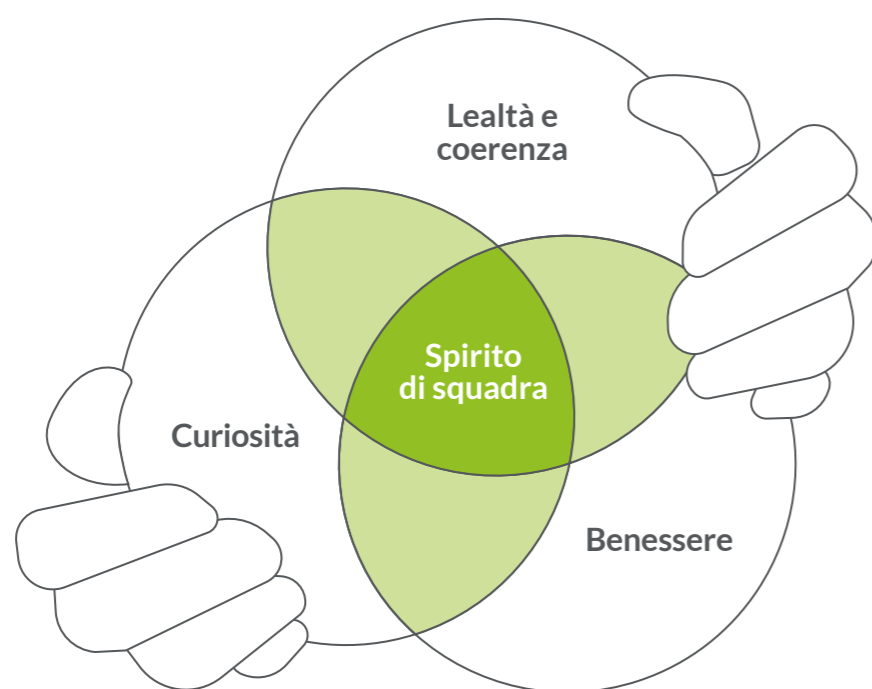 Lealtà e
coerenza
Spirito
di squadra
Curiosità
Benessere